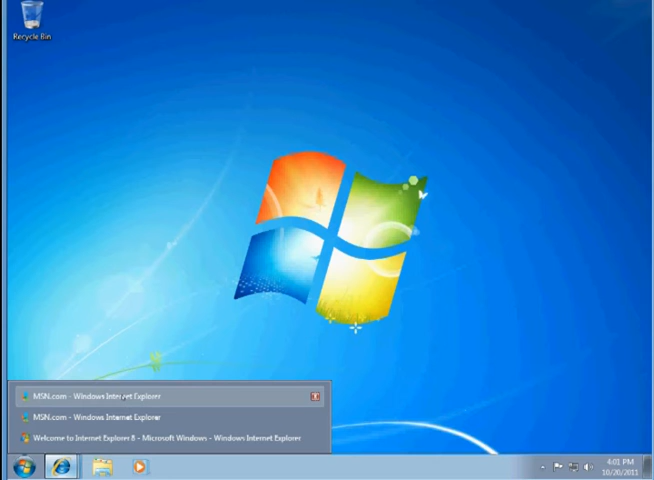 Recycle Bin
MSN.com - Windows Internet Explorer
MSN.com - Windows Internet Explorer
Welcome to Internet Explorer 8 - Microsoft Windows - Windows Internet Explorer
4:01 PM
10/20/2011